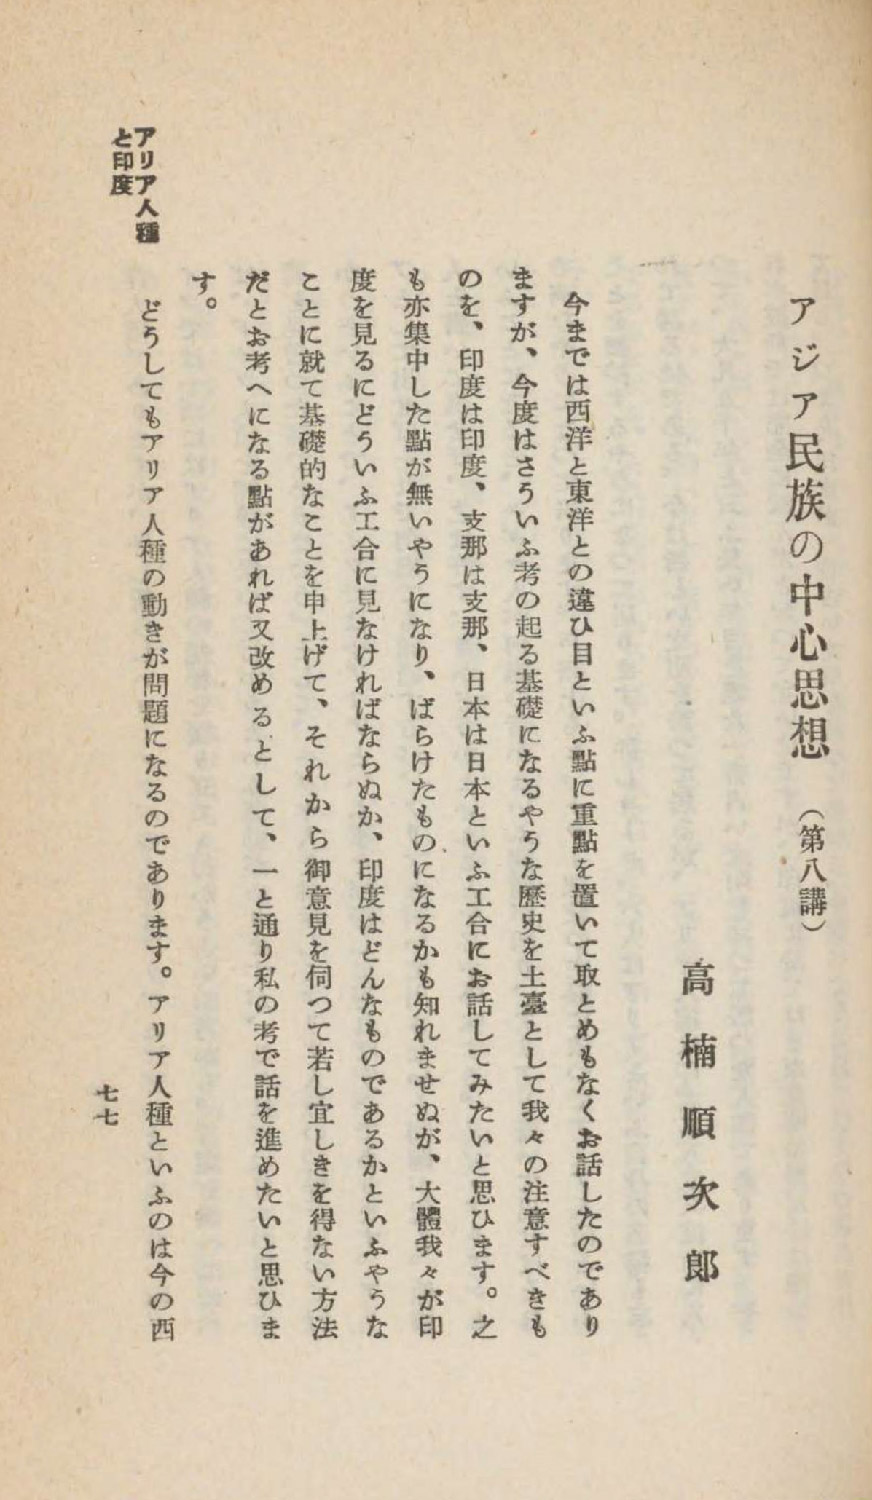 アジア民族の中心思想 (第八講)
高楠順次郎
今までは西洋と東洋との違ひ目といふ點に重點を置いて取とめもなくお話したのであり
ますが、今度はさういふ考の起る基礎になるやうな歷史を土臺として我々の注意すべきも
のを、印度は印度、支那は支那、日本は日本といふ工合にお話してみたいと思ひます。之
も亦集中した點が無いやうになり、ばらけたものになるかも知れませぬが、大體我々が印
度を見るにどういふ工合に見なければならぬか、印度はどんなものであるかといふやうな
ことに就て基礎的なことを申上げて、それから御意見を伺つて若し宜しきを得ない方法
だとお考へになる點があれば又改めるとして、一と通り私の考で話を進めたいと思ひま
す。
アリア人種
と印度
どうしてもアリア人種の動きが問題になるのであります。アリア人種といふのは今の西
七七